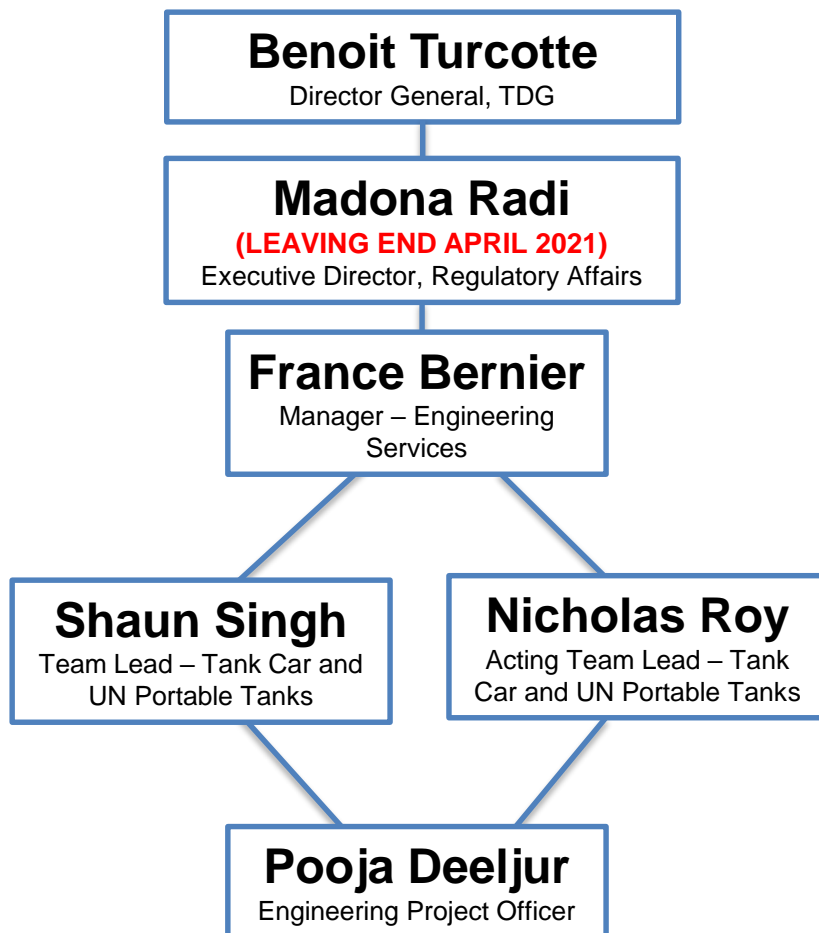 Benoit Turcotte
Director General, TDG
Madona Radi
(LEAVING END APRIL 2021)
Executive Director, Regulatory Affairs
France Bernier
Manager – Engineering
Services
Shaun Singh
Team Lead – Tank Car and
UN Portable Tanks
Nicholas Roy
Acting Team Lead – Tank
Car and UN Portable Tanks
Pooja Deeljur
Engineering Project Officer